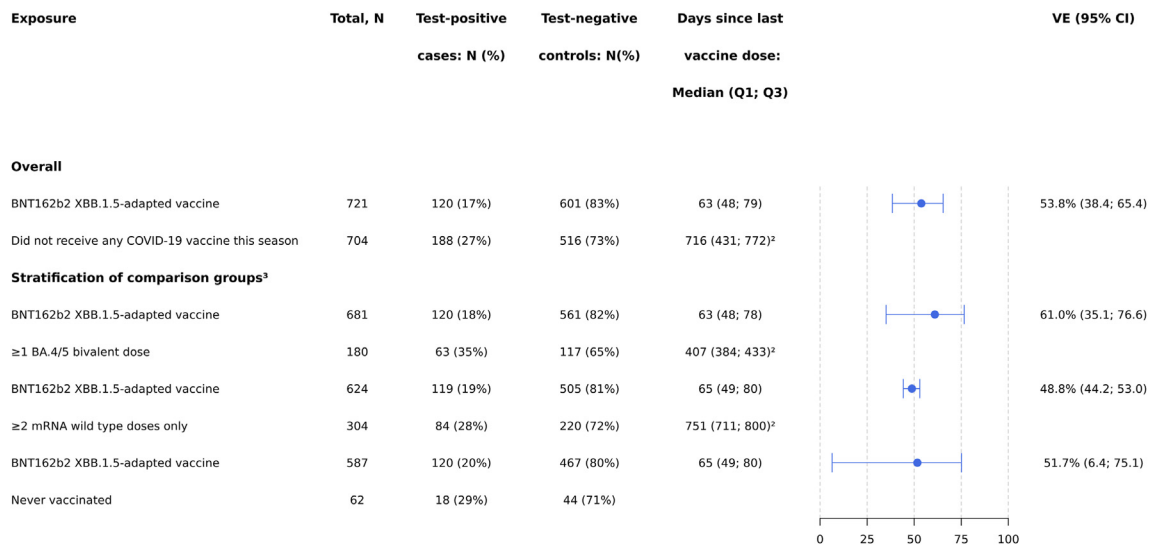 Exposure Total, N Test-positive Test-negative Days since last VE (95% CI)
cases: N (%) controls: N(%) vaccine dose:
Median (Q1; Q3)
Overall
BNT162b2 XBB.1.5-adapted vaccine 721 120 (17%) 601 (83%) 63 (48; 79) 53.8% (38.4; 65.4)
Did not receive any COVID-19 vaccine this season 704 188 (27%) 516 (73%) 716 (431; 772)²
Stratification of comparison groups³
BNT162b2 XBB.1.5-adapted vaccine 681 120 (18%) 561 (82%) 63 (48; 78) 61.0% (35.1; 76.6)
≥1 BA.4/5 bivalent dose 180 63 (35%) 117 (65%) 407 (384; 433)²
BNT162b2 XBB.1.5-adapted vaccine 624 119 (19%) 505 (81%) 65 (49; 80) 48.8% (44.2; 53.0)
≥2 mRNA wild type doses only 304 84 (28%) 220 (72%) 751 (711; 800)²
BNT162b2 XBB.1.5-adapted vaccine 587 120 (20%) 467 (80%) 65 (49; 80) 51.7% (6.4; 75.1)
Never vaccinated 62 18 (29%) 44 (71%)
0 25 50 75 100